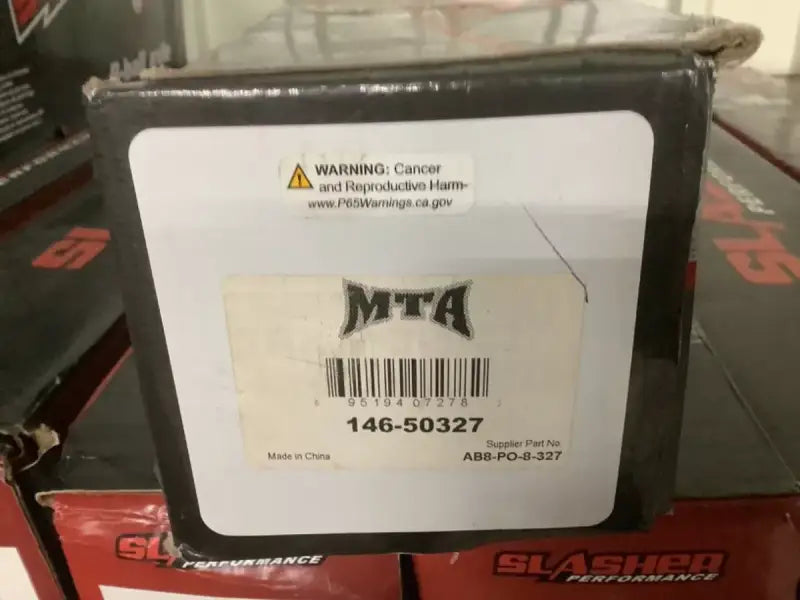 WARNING: Cancer
and Reproductive Harm-
www.P65Warnings.ca.gov
MTA
95194 07278
146-50327
Supplier Part No.
Made in China
AB8-PO-8-327
SLASHER
PERFORMANCE
PERFORMANCE